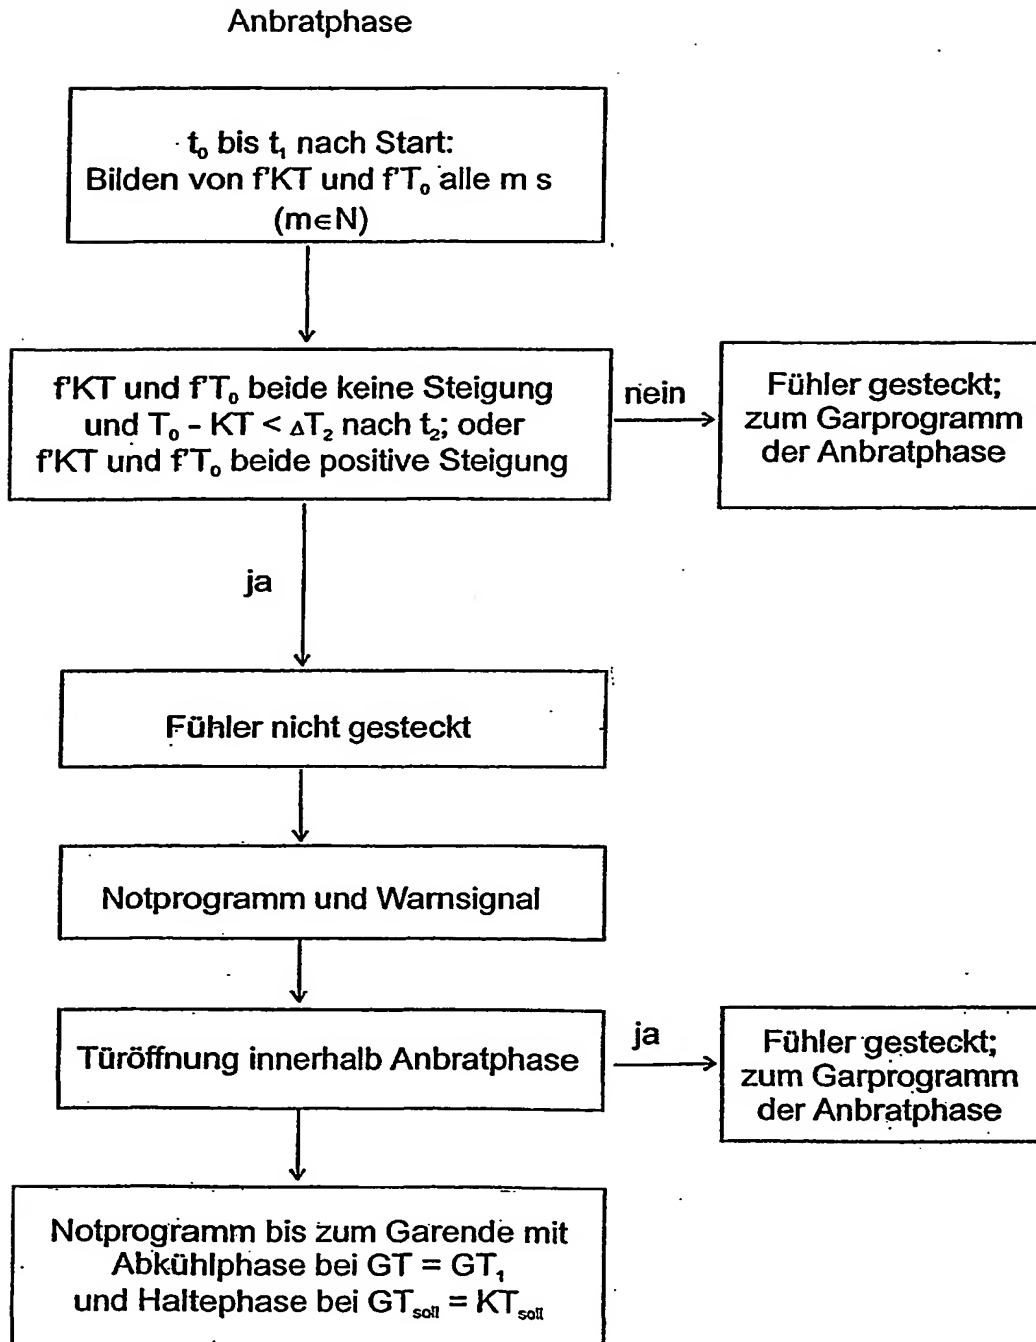 Anbratphase
t₀ bis t₁ nach Start:
Bilden von f'KT und f'T₀ alle m s
(m∈N)
f'KT und f'T₀ beide keine Steigung
und T₀ - KT < ΔT₂ nach t₂; oder
f'KT und f'T₀ beide positive Steigung
nein
Fühler gesteckt;
zum Garprogramm
der Anbratphase
ja
Fühler nicht gesteckt
Notprogramm und Warnsignal
Türöffnung innerhalb Anbratphase
ja
Fühler gesteckt;
zum Garprogramm
der Anbratphase
Notprogramm bis zum Garende mit
Abkühlphase bei GT = GT₁
und Haltephase bei GTsoll = KTsoll